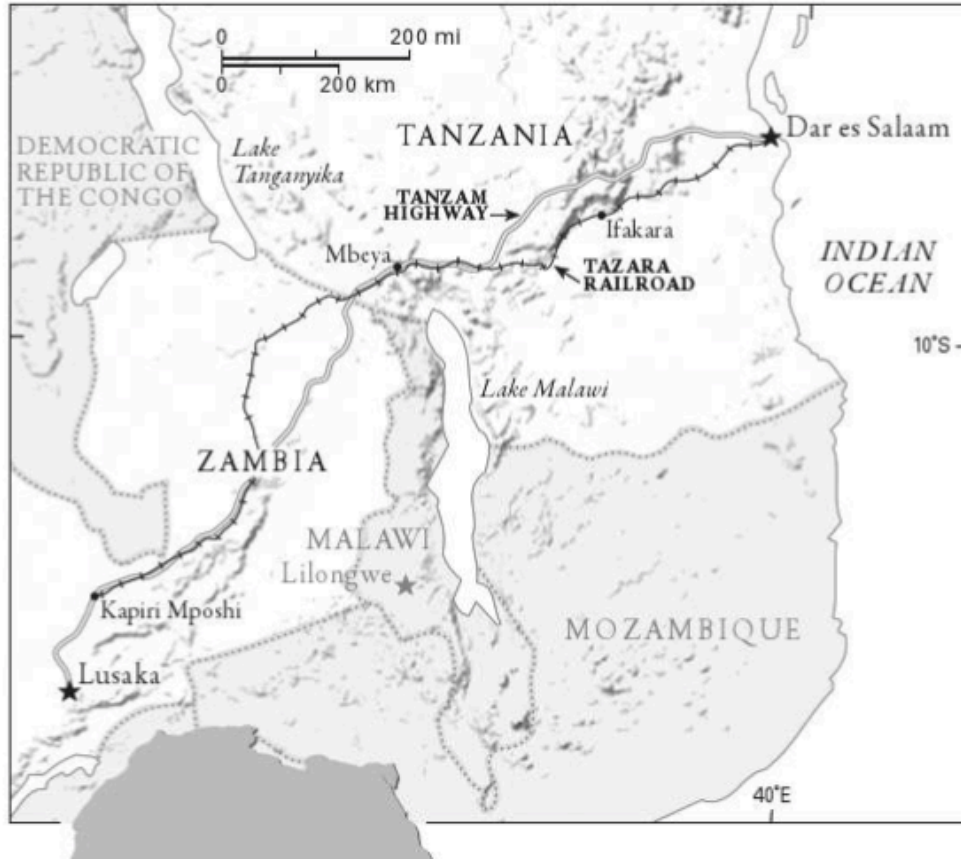 0 200 mi
0 200 km
DEMOCRATIC
REPUBLIC OF
THE CONGO
Lake
Tanganyika
TANZANIA
Dar es Salaam
TANZAM
HIGHWAY
Ifakara
Mbeya
TAZARA
RAILROAD
INDIAN
OCEAN
10°S
Lake Malawi
ZAMBIA
MALAWI
Lilongwe
Kapiri Mposhi
MOZAMBIQUE
Lusaka
40°E